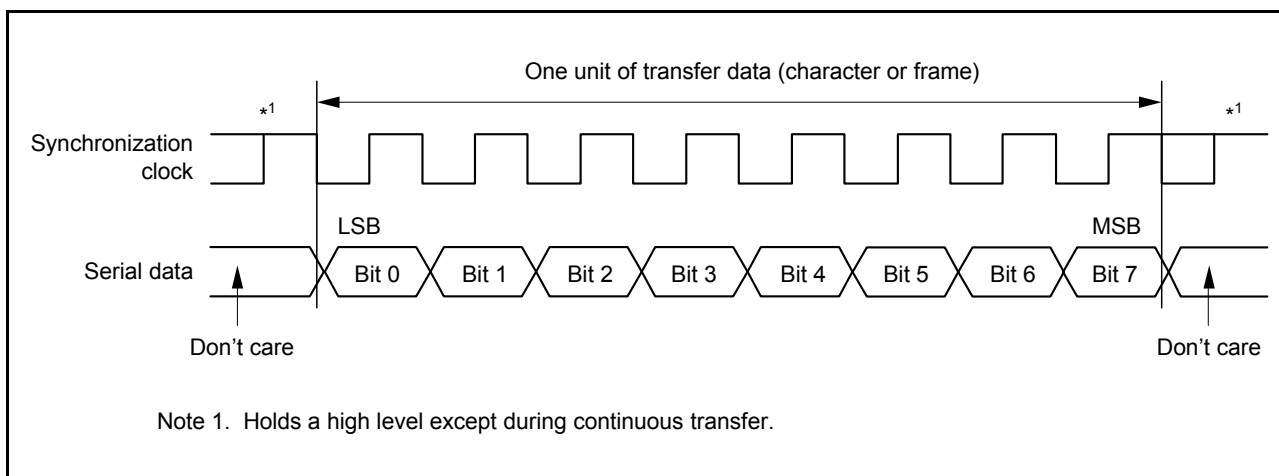 One unit of transfer data (character or frame)
*1 *1
Synchronization
clock
LSB MSB
Serial data Bit 0 Bit 1 Bit 2 Bit 3 Bit 4 Bit 5 Bit 6 Bit 7
Don’t care Don’t care
Note 1. Holds a high level except during continuous transfer.